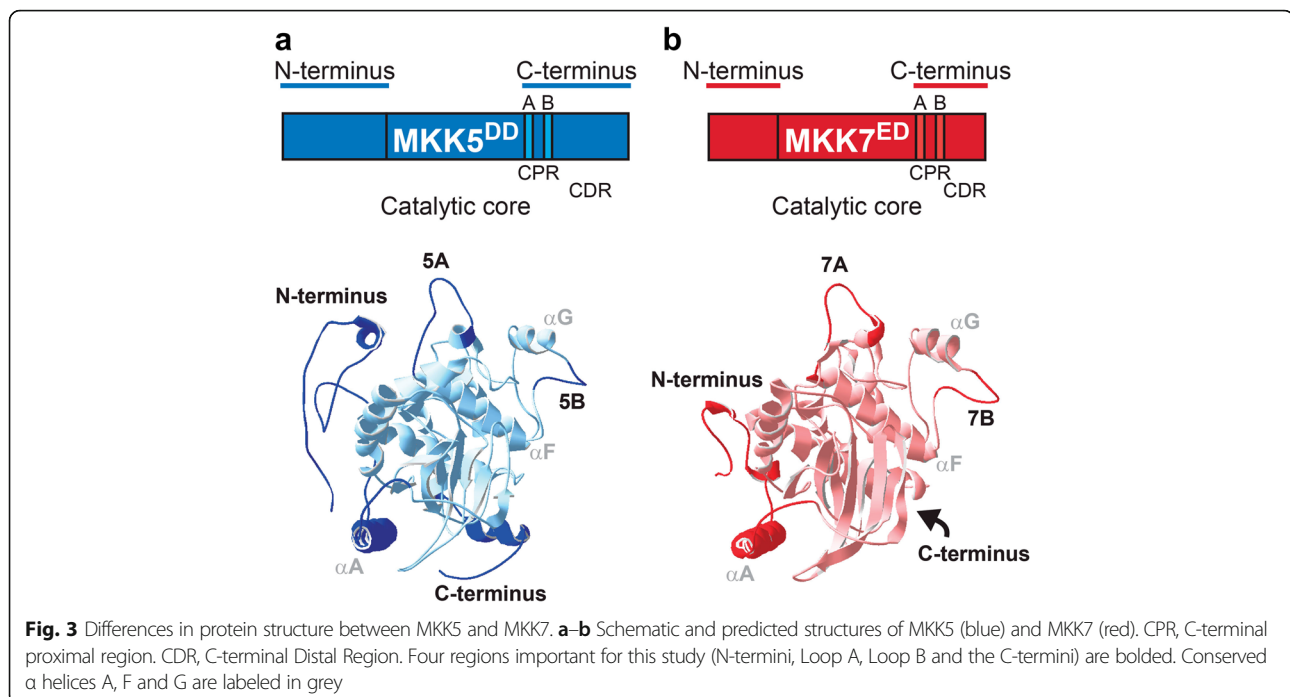 a
N-terminus C-terminus
A B
MKK5DD
CPR
CDR
Catalytic core
5A
N-terminus
αG
5B
αF
αA
C-terminus
b
N-terminus C-terminus
A B
MKK7ED
CPR
CDR
Catalytic core
7A
αG
N-terminus
7B
αF
C-terminus
αA
Fig. 3 Differences in protein structure between MKK5 and MKK7. a–b Schematic and predicted structures of MKK5 (blue) and MKK7 (red). CPR, C-terminal
proximal region. CDR, C-terminal Distal Region. Four regions important for this study (N-termini, Loop A, Loop B and the C-termini) are bolded. Conserved
α helices A, F and G are labeled in grey